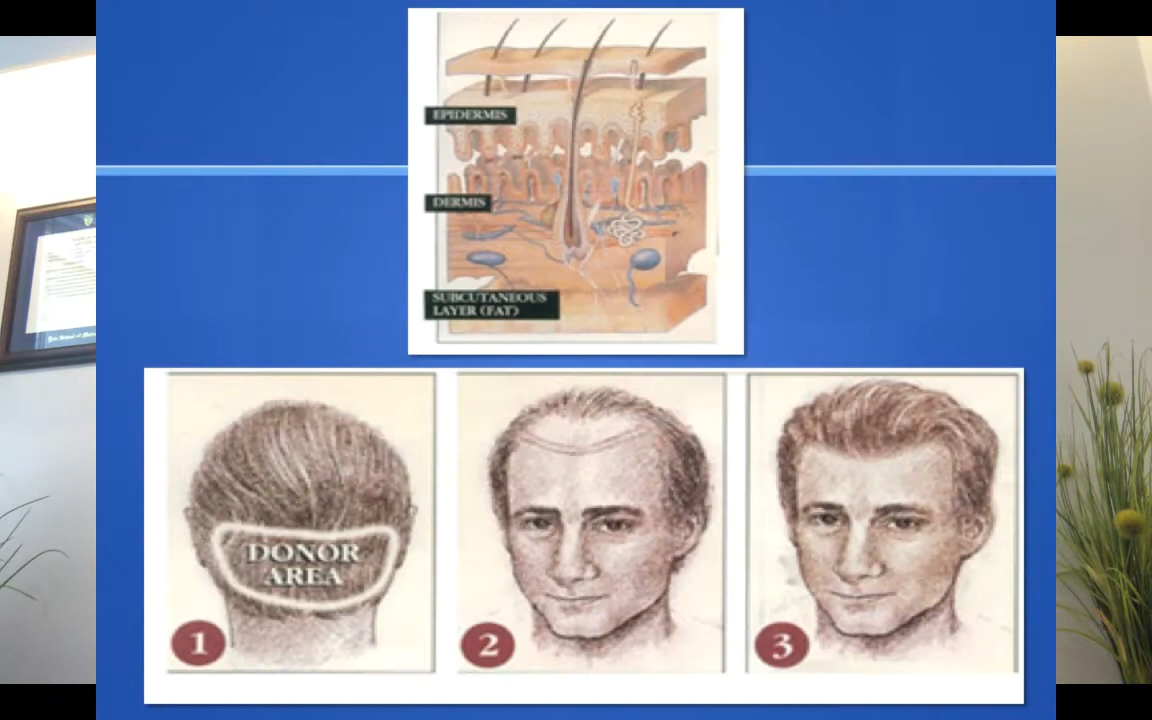 EPIDERMIS
DERMIS
SUBCUTANEOUS
LAYER (FAT)
DONOR
AREA
1
2
3